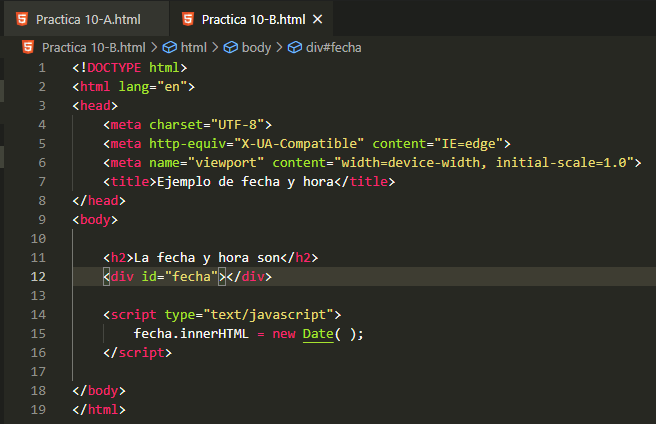 Practica 10-A.html Practica 10-B.html ×
Practica 10-B.html > html > body > div#fecha
1 <!DOCTYPE html>
2 <html lang="en">
3 <head>
4     <meta charset="UTF-8">
5     <meta http-equiv="X-UA-Compatible" content="IE=edge">
6     <meta name="viewport" content="width=device-width, initial-scale=1.0">
7     <title>Ejemplo de fecha y hora</title>
8 </head>
9 <body>
10
11     <h2>La fecha y hora son</h2>
12     <div id="fecha"></div>
13
14     <script type="text/javascript">
15         fecha.innerHTML = new Date( );
16     </script>
17
18 </body>
19 </html>